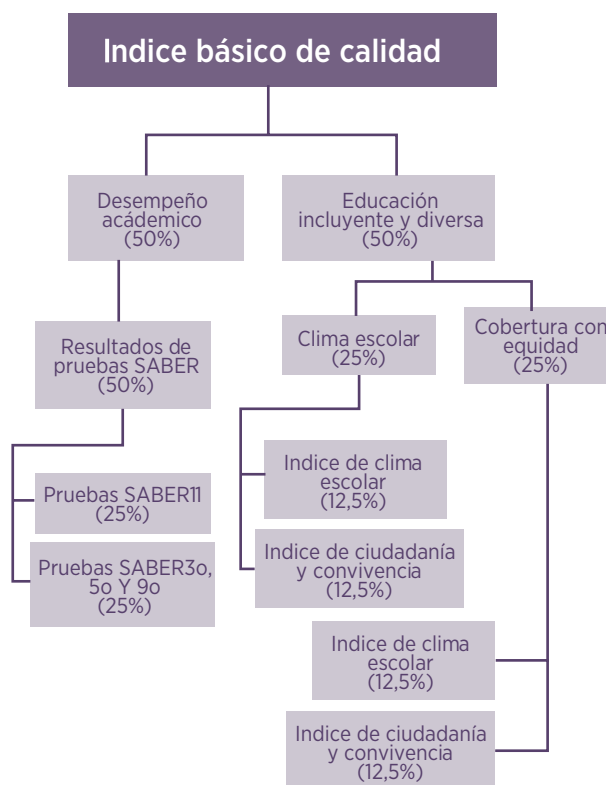 Indice básico de calidad
Desempeño
académico
(50%)
Educación
incluyente y diversa
(50%)
Resultados de
pruebas SABER
(50%)
Clima escolar
(25%)
Cobertura con
equidad
(25%)
Pruebas SABER11
(25%)
Pruebas SABER3o,
5o Y 9o
(25%)
Indice de clima
escolar
(12,5%)
Indice de ciudadanía
y convivencia
(12,5%)
Indice de clima
escolar
(12,5%)
Indice de ciudadanía
y convivencia
(12,5%)